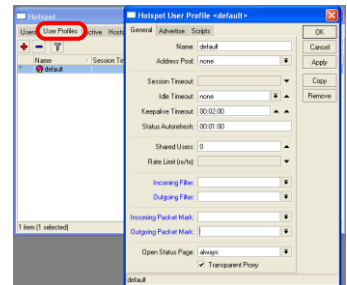 Hotspot
Users User Profiles Active Hosts
Name Session Tim
* default
1 item (1 selected)
Hotspot User Profile <default>
General Advertise Scripts
Name: default
Address Pool: none
Session Timeout:
Idle Timeout: none
Keepalive Timeout: 00:02:00
Status Autorefresh: 00:01:00
Shared Users: 0
Rate Limit (rx/tx):
Incoming Filter:
Outgoing Filter:
Incoming Packet Mark:
Outgoing Packet Mark:
Open Status Page: always
Transparent Proxy
default
OK
Cancel
Apply
Copy
Remove